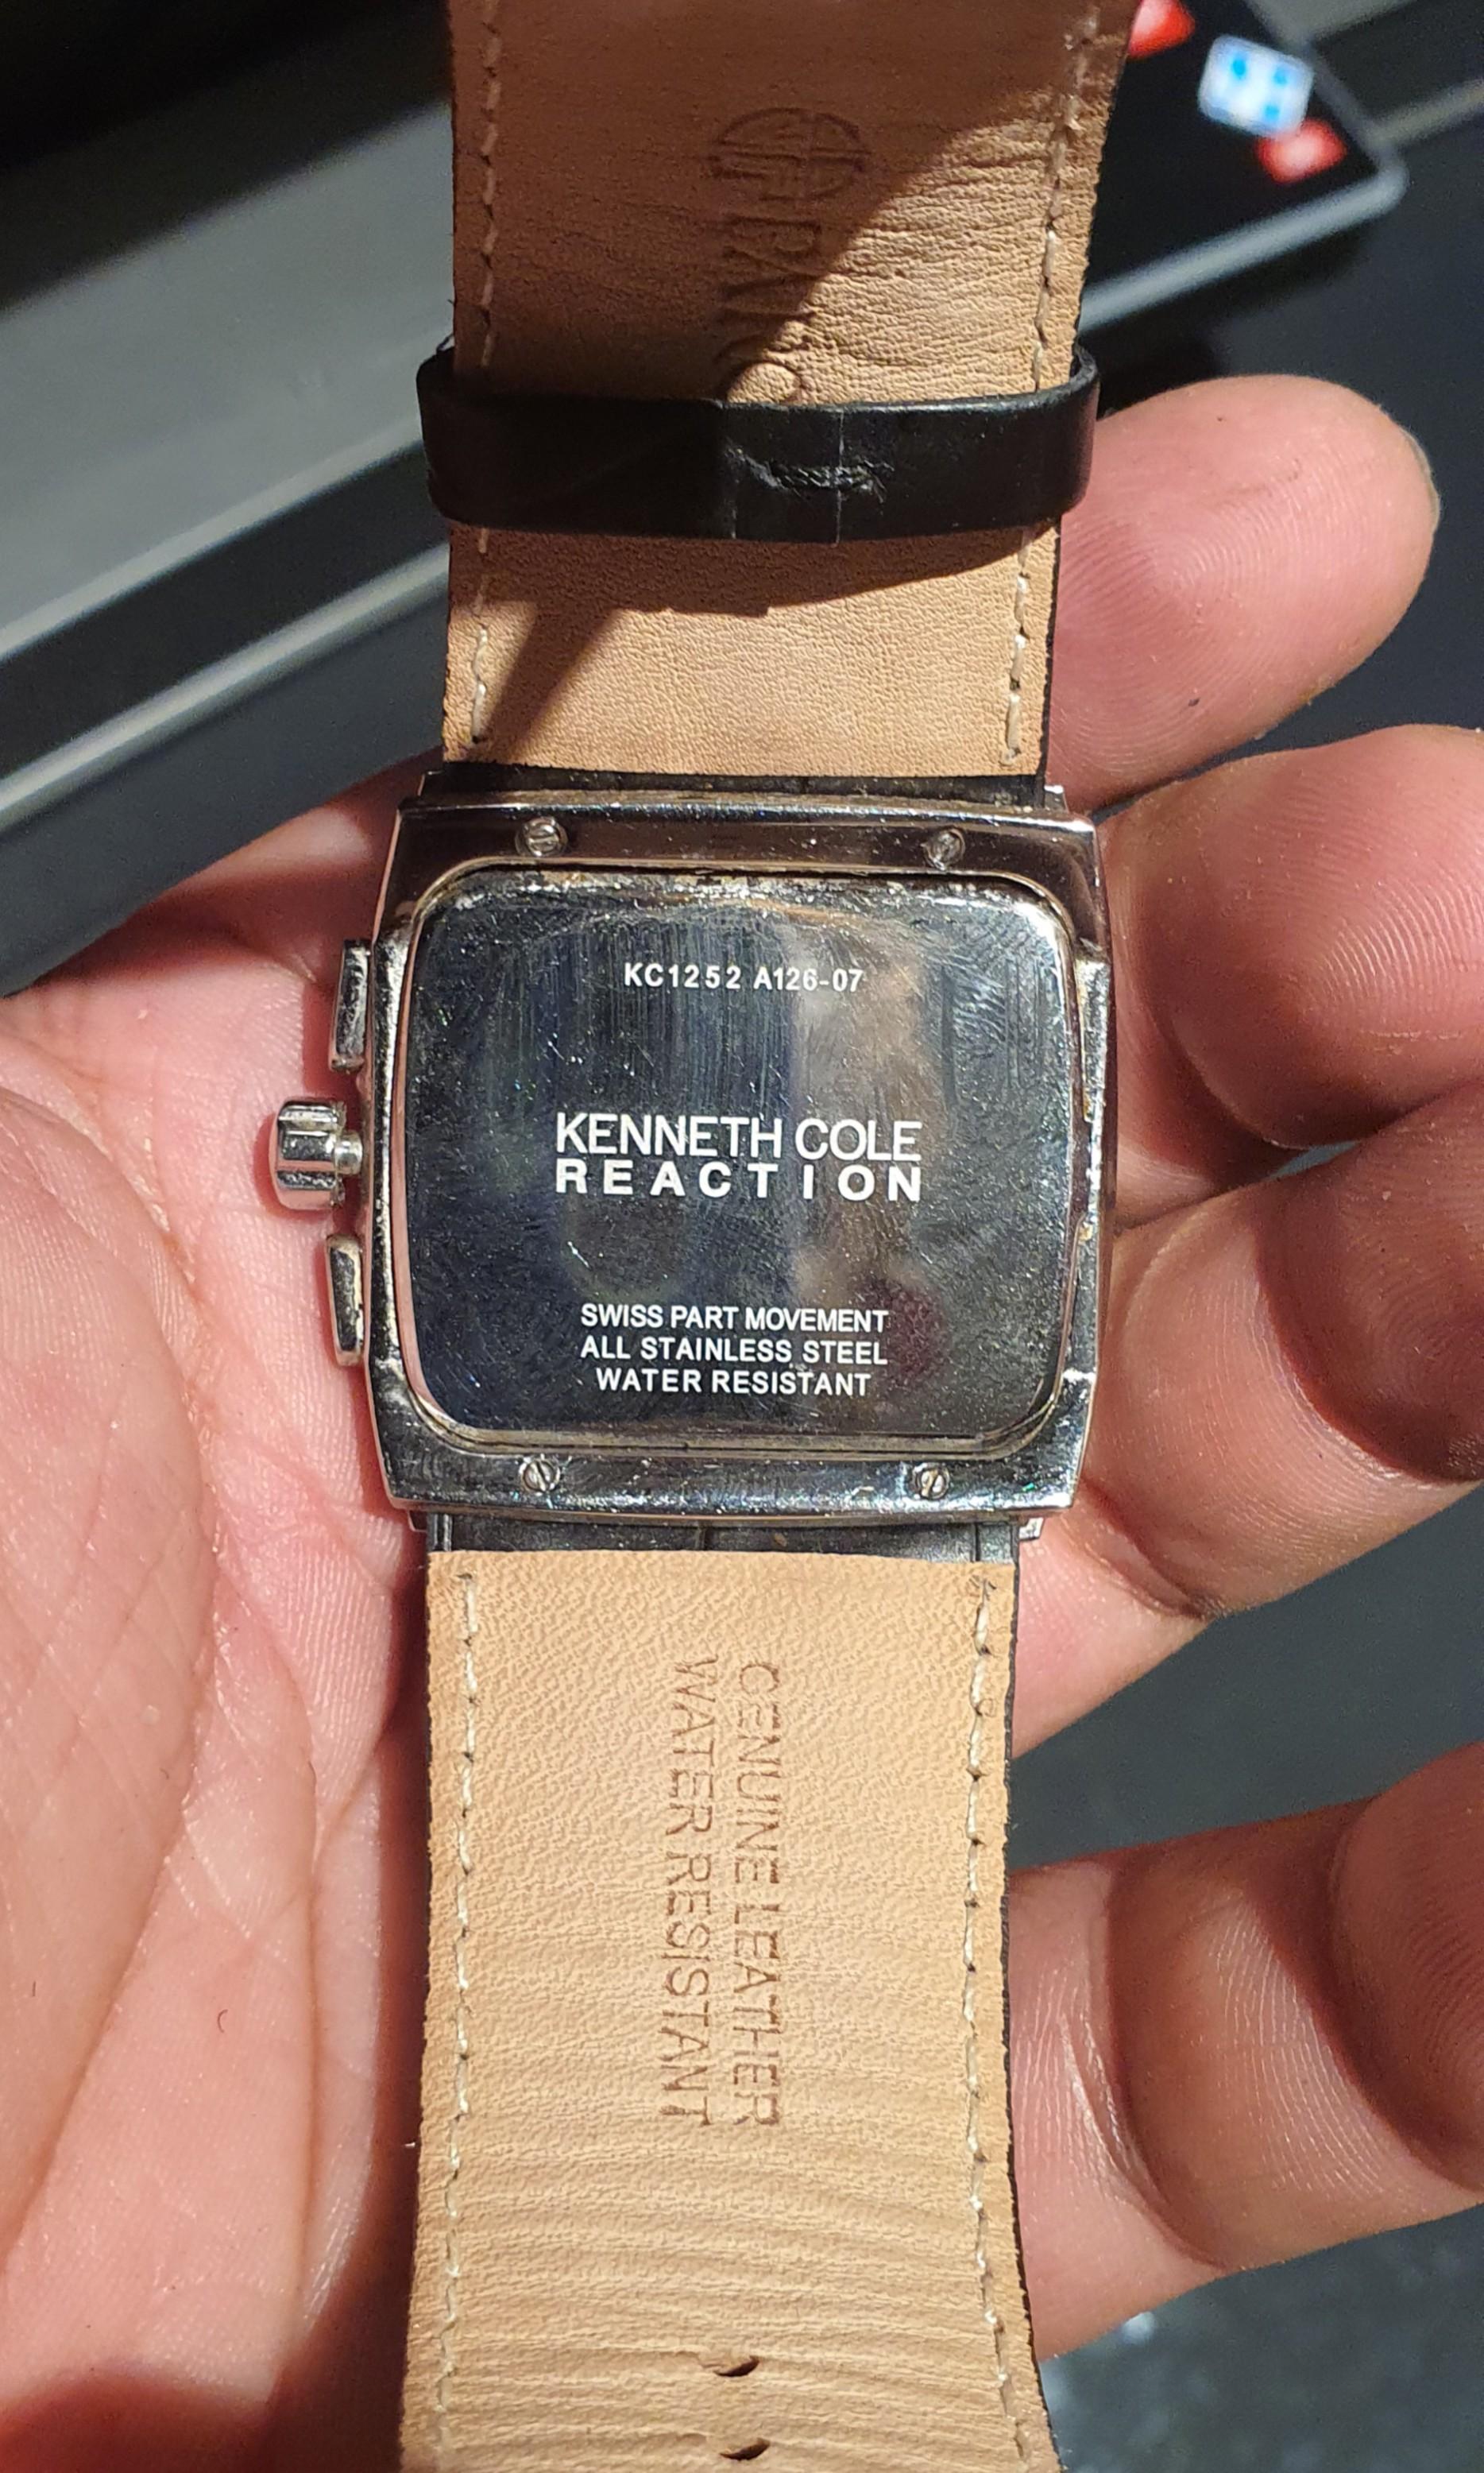 KC1252 A126-07
KENNETH COLE
REACTION
SWISS PART MOVEMENT
ALL STAINLESS STEEL
WATER RESISTANT
GENUINE LEATHER
WATER RESISTANT